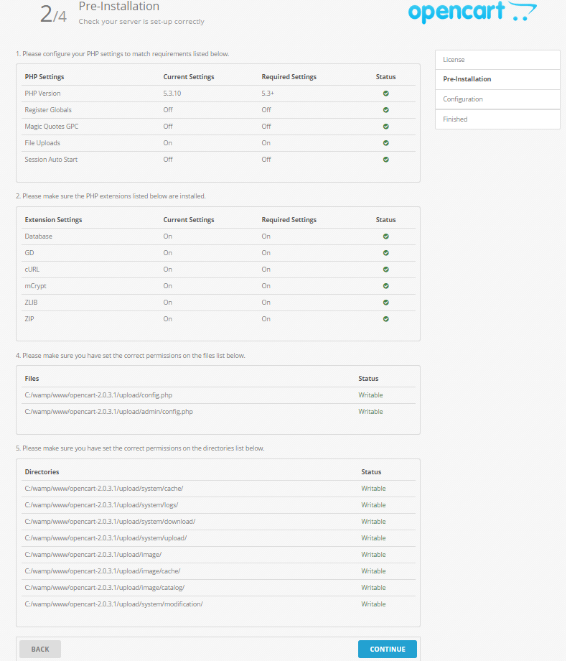 2/4 Pre-Installation
Check your server is set-up correctly
opencart
1. Please configure your PHP settings to match requirements listed below.
PHP Settings Current Settings Required Settings Status
PHP Version 5.3.10 5.3+
Register Globals Off Off
Magic Quotes GPC Off Off
File Uploads On On
Session Auto Start Off Off
License
Pre-Installation
Configuration
Finished
2. Please make sure the PHP extensions listed below are installed.
Extension Settings Current Settings Required Settings Status
Database On On
GD On On
cURL On On
mCrypt On On
ZLIB On On
ZIP On On
4. Please make sure you have set the correct permissions on the files list below.
Files Status
C:/wamp/www/opencart-2.0.3.1/upload/config.php Writable
C:/wamp/www/opencart-2.0.3.1/upload/admin/config.php Writable
5. Please make sure you have set the correct permissions on the directories list below.
Directories Status
C:/wamp/www/opencart-2.0.3.1/upload/system/cache/ Writable
C:/wamp/www/opencart-2.0.3.1/upload/system/logs/ Writable
C:/wamp/www/opencart-2.0.3.1/upload/system/download/ Writable
C:/wamp/www/opencart-2.0.3.1/upload/system/upload/ Writable
C:/wamp/www/opencart-2.0.3.1/upload/image/ Writable
C:/wamp/www/opencart-2.0.3.1/upload/image/cache/ Writable
C:/wamp/www/opencart-2.0.3.1/upload/image/catalog/ Writable
C:/wamp/www/opencart-2.0.3.1/upload/system/modification/ Writable
BACK CONTINUE